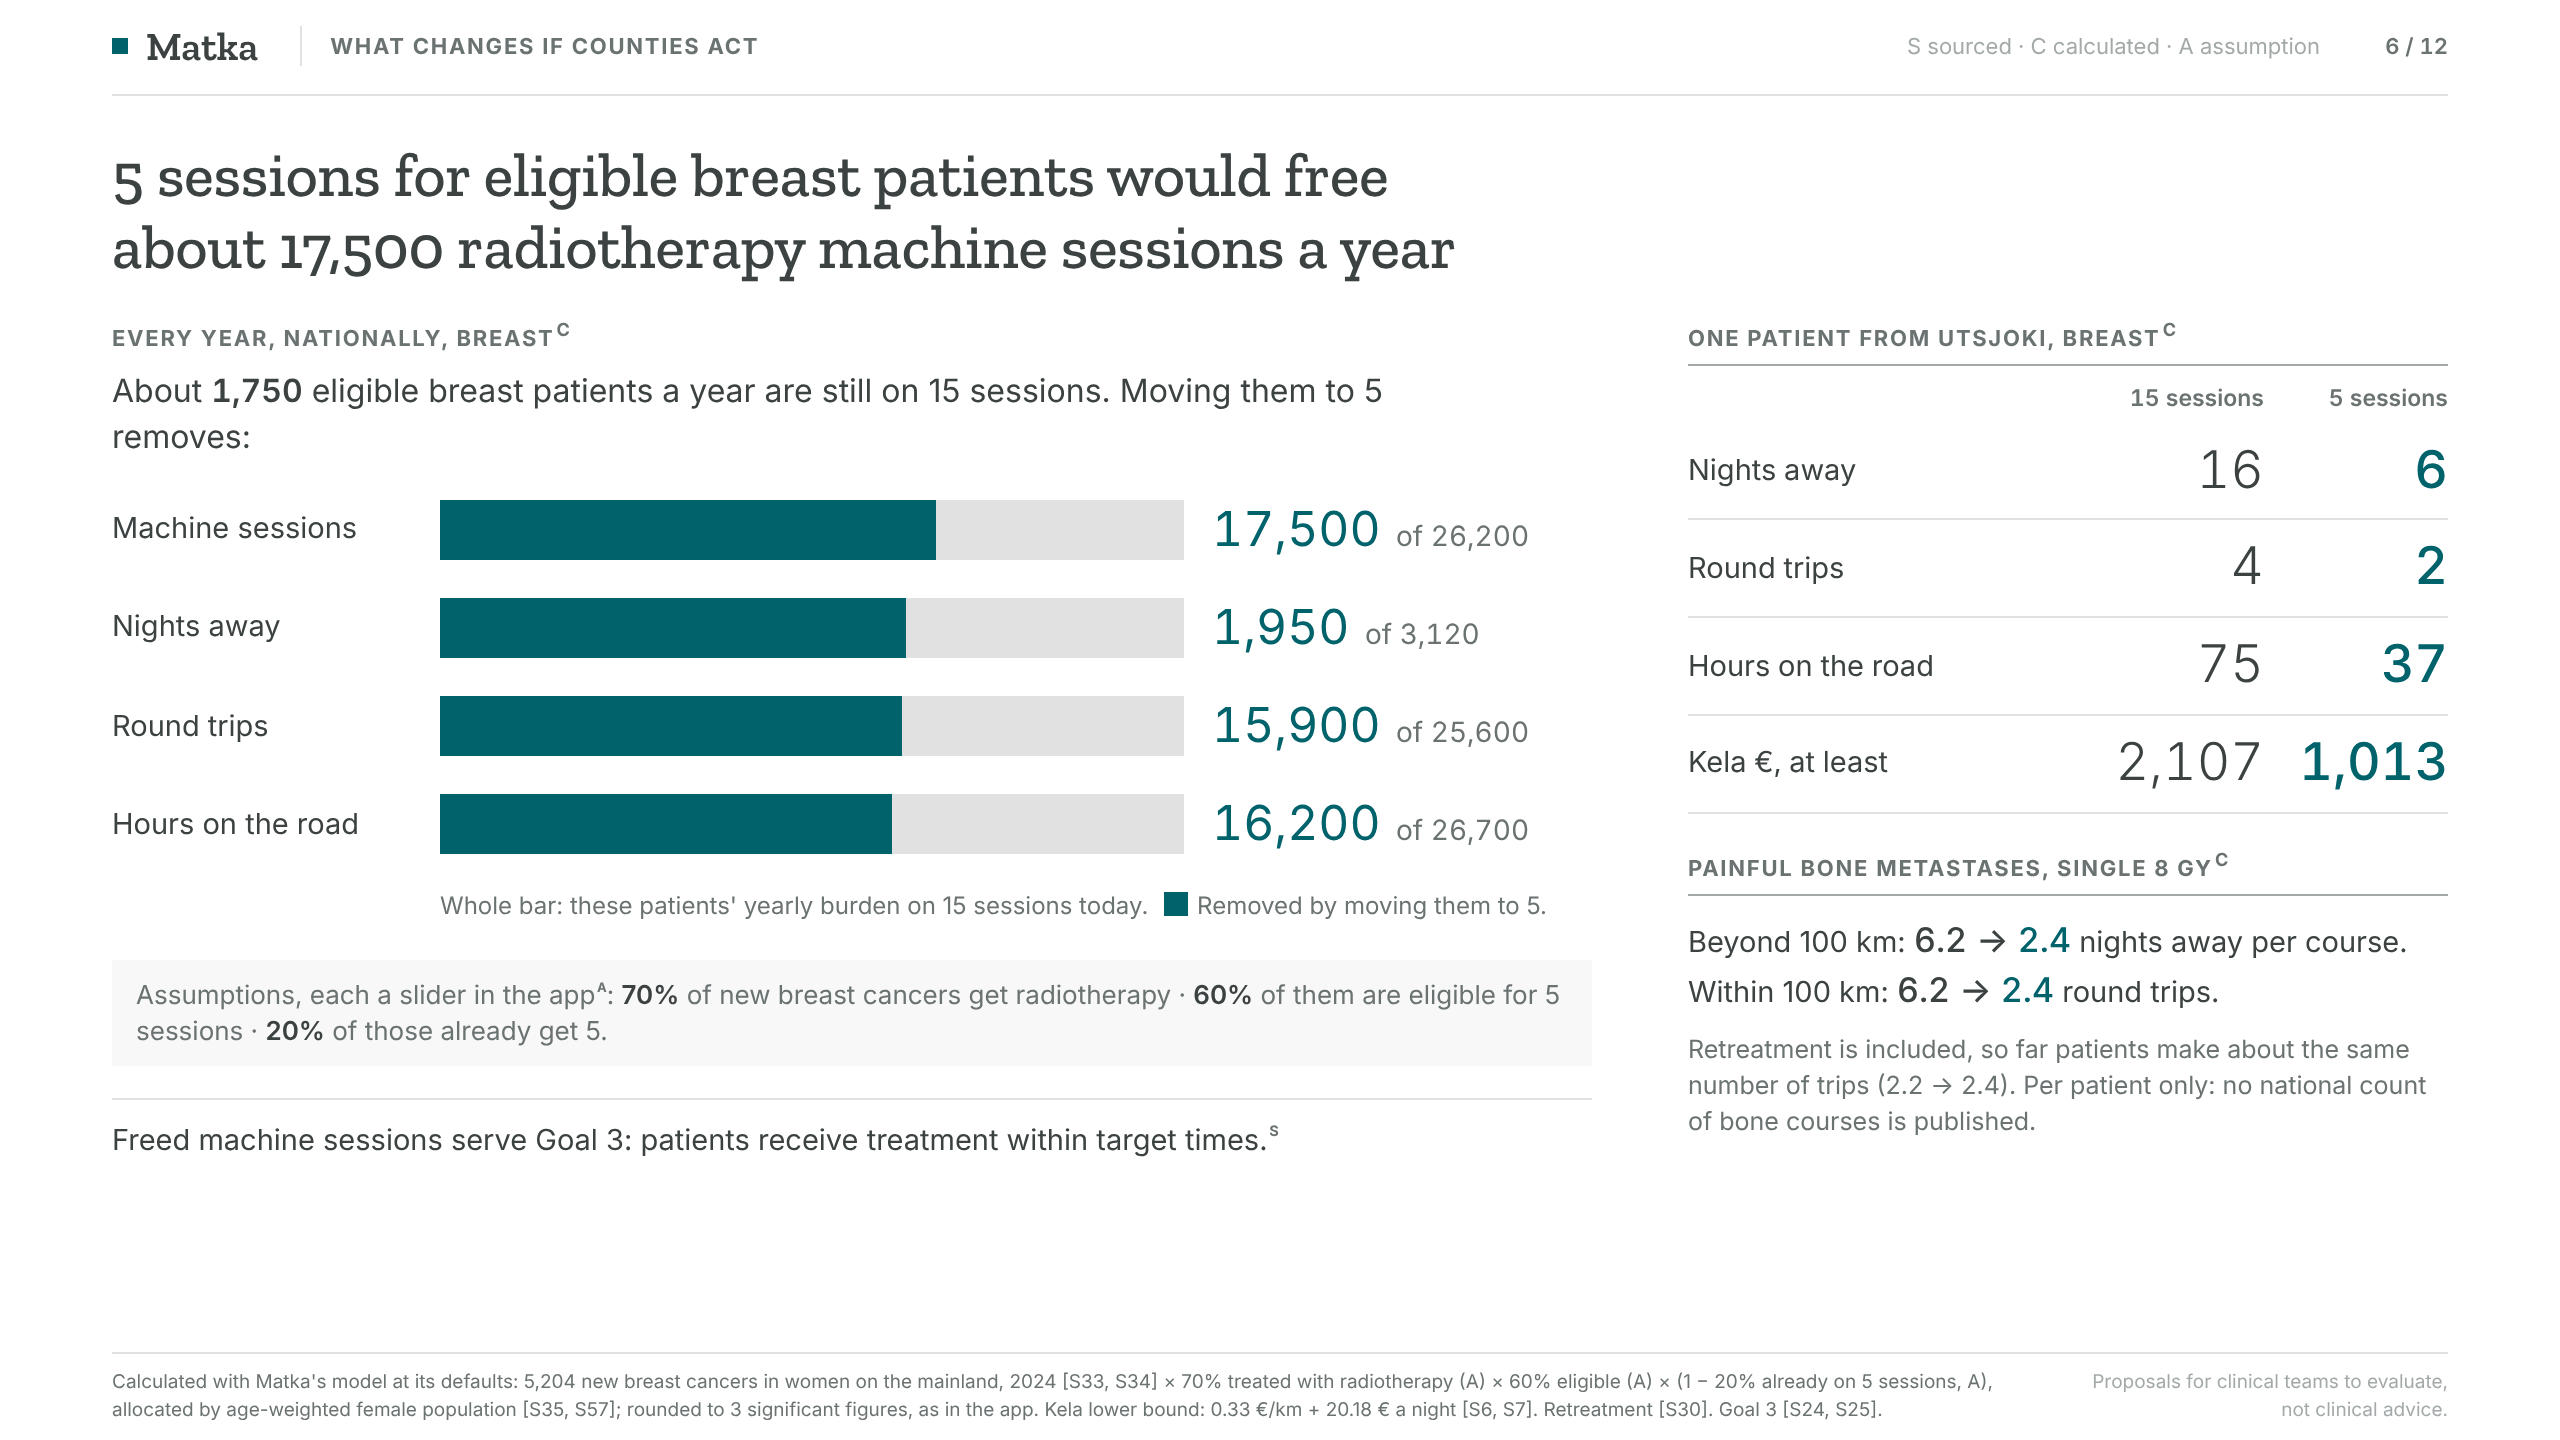 Matka
WHAT CHANGES IF COUNTIES ACT
S sourced · C calculated · A assumption
6 / 12
5 sessions for eligible breast patients would free
about 17,500 radiotherapy machine sessions a year
EVERY YEAR, NATIONALLY, BREAST C
About 1,750 eligible breast patients a year are still on 15 sessions. Moving them to 5
removes:
Machine sessions 17,500 of 26,200
Nights away 1,950 of 3,120
Round trips 15,900 of 25,600
Hours on the road 16,200 of 26,700
Whole bar: these patients' yearly burden on 15 sessions today. Removed by moving them to 5.
Assumptions, each a slider in the app A: 70% of new breast cancers get radiotherapy · 60% of them are eligible for 5
sessions · 20% of those already get 5.
Freed machine sessions serve Goal 3: patients receive treatment within target times. S
ONE PATIENT FROM UTSJOKI, BREAST C
15 sessions 5 sessions
Nights away 16 6
Round trips 4 2
Hours on the road 75 37
Kela €, at least 2,107 1,013
PAINFUL BONE METASTASES, SINGLE 8 GY C
Beyond 100 km: 6.2 → 2.4 nights away per course.
Within 100 km: 6.2 → 2.4 round trips.
Retreatment is included, so far patients make about the same
number of trips (2.2 → 2.4). Per patient only: no national count
of bone courses is published.
Calculated with Matka's model at its defaults: 5,204 new breast cancers in women on the mainland, 2024 [S33, S34] × 70% treated with radiotherapy (A) × 60% eligible (A) × (1 − 20% already on 5 sessions, A),
allocated by age-weighted female population [S35, S57]; rounded to 3 significant figures, as in the app. Kela lower bound: 0.33 €/km + 20.18 € a night [S6, S7]. Retreatment [S30]. Goal 3 [S24, S25].
Proposals for clinical teams to evaluate,
not clinical advice.